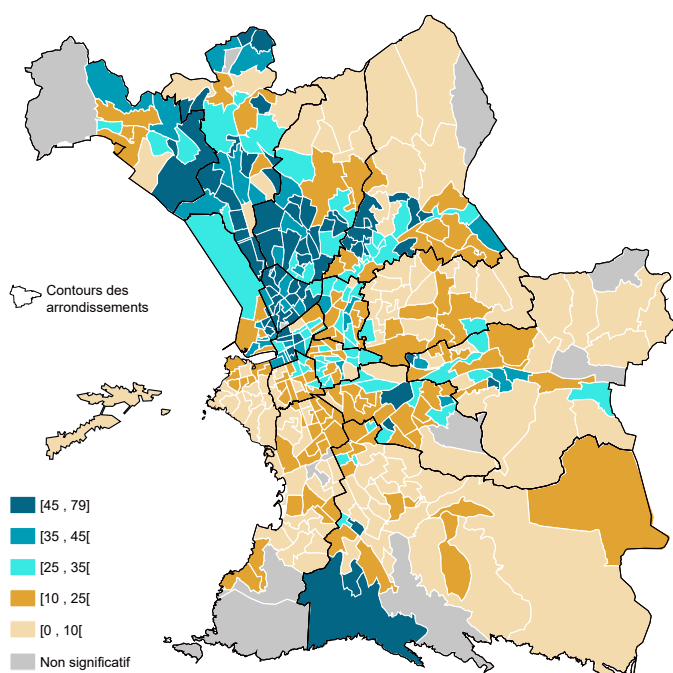 Contours des
arrondissements
[45 , 79]
[35 , 45[
[25 , 35[
[10 , 25[
[0 , 10[
Non significatif